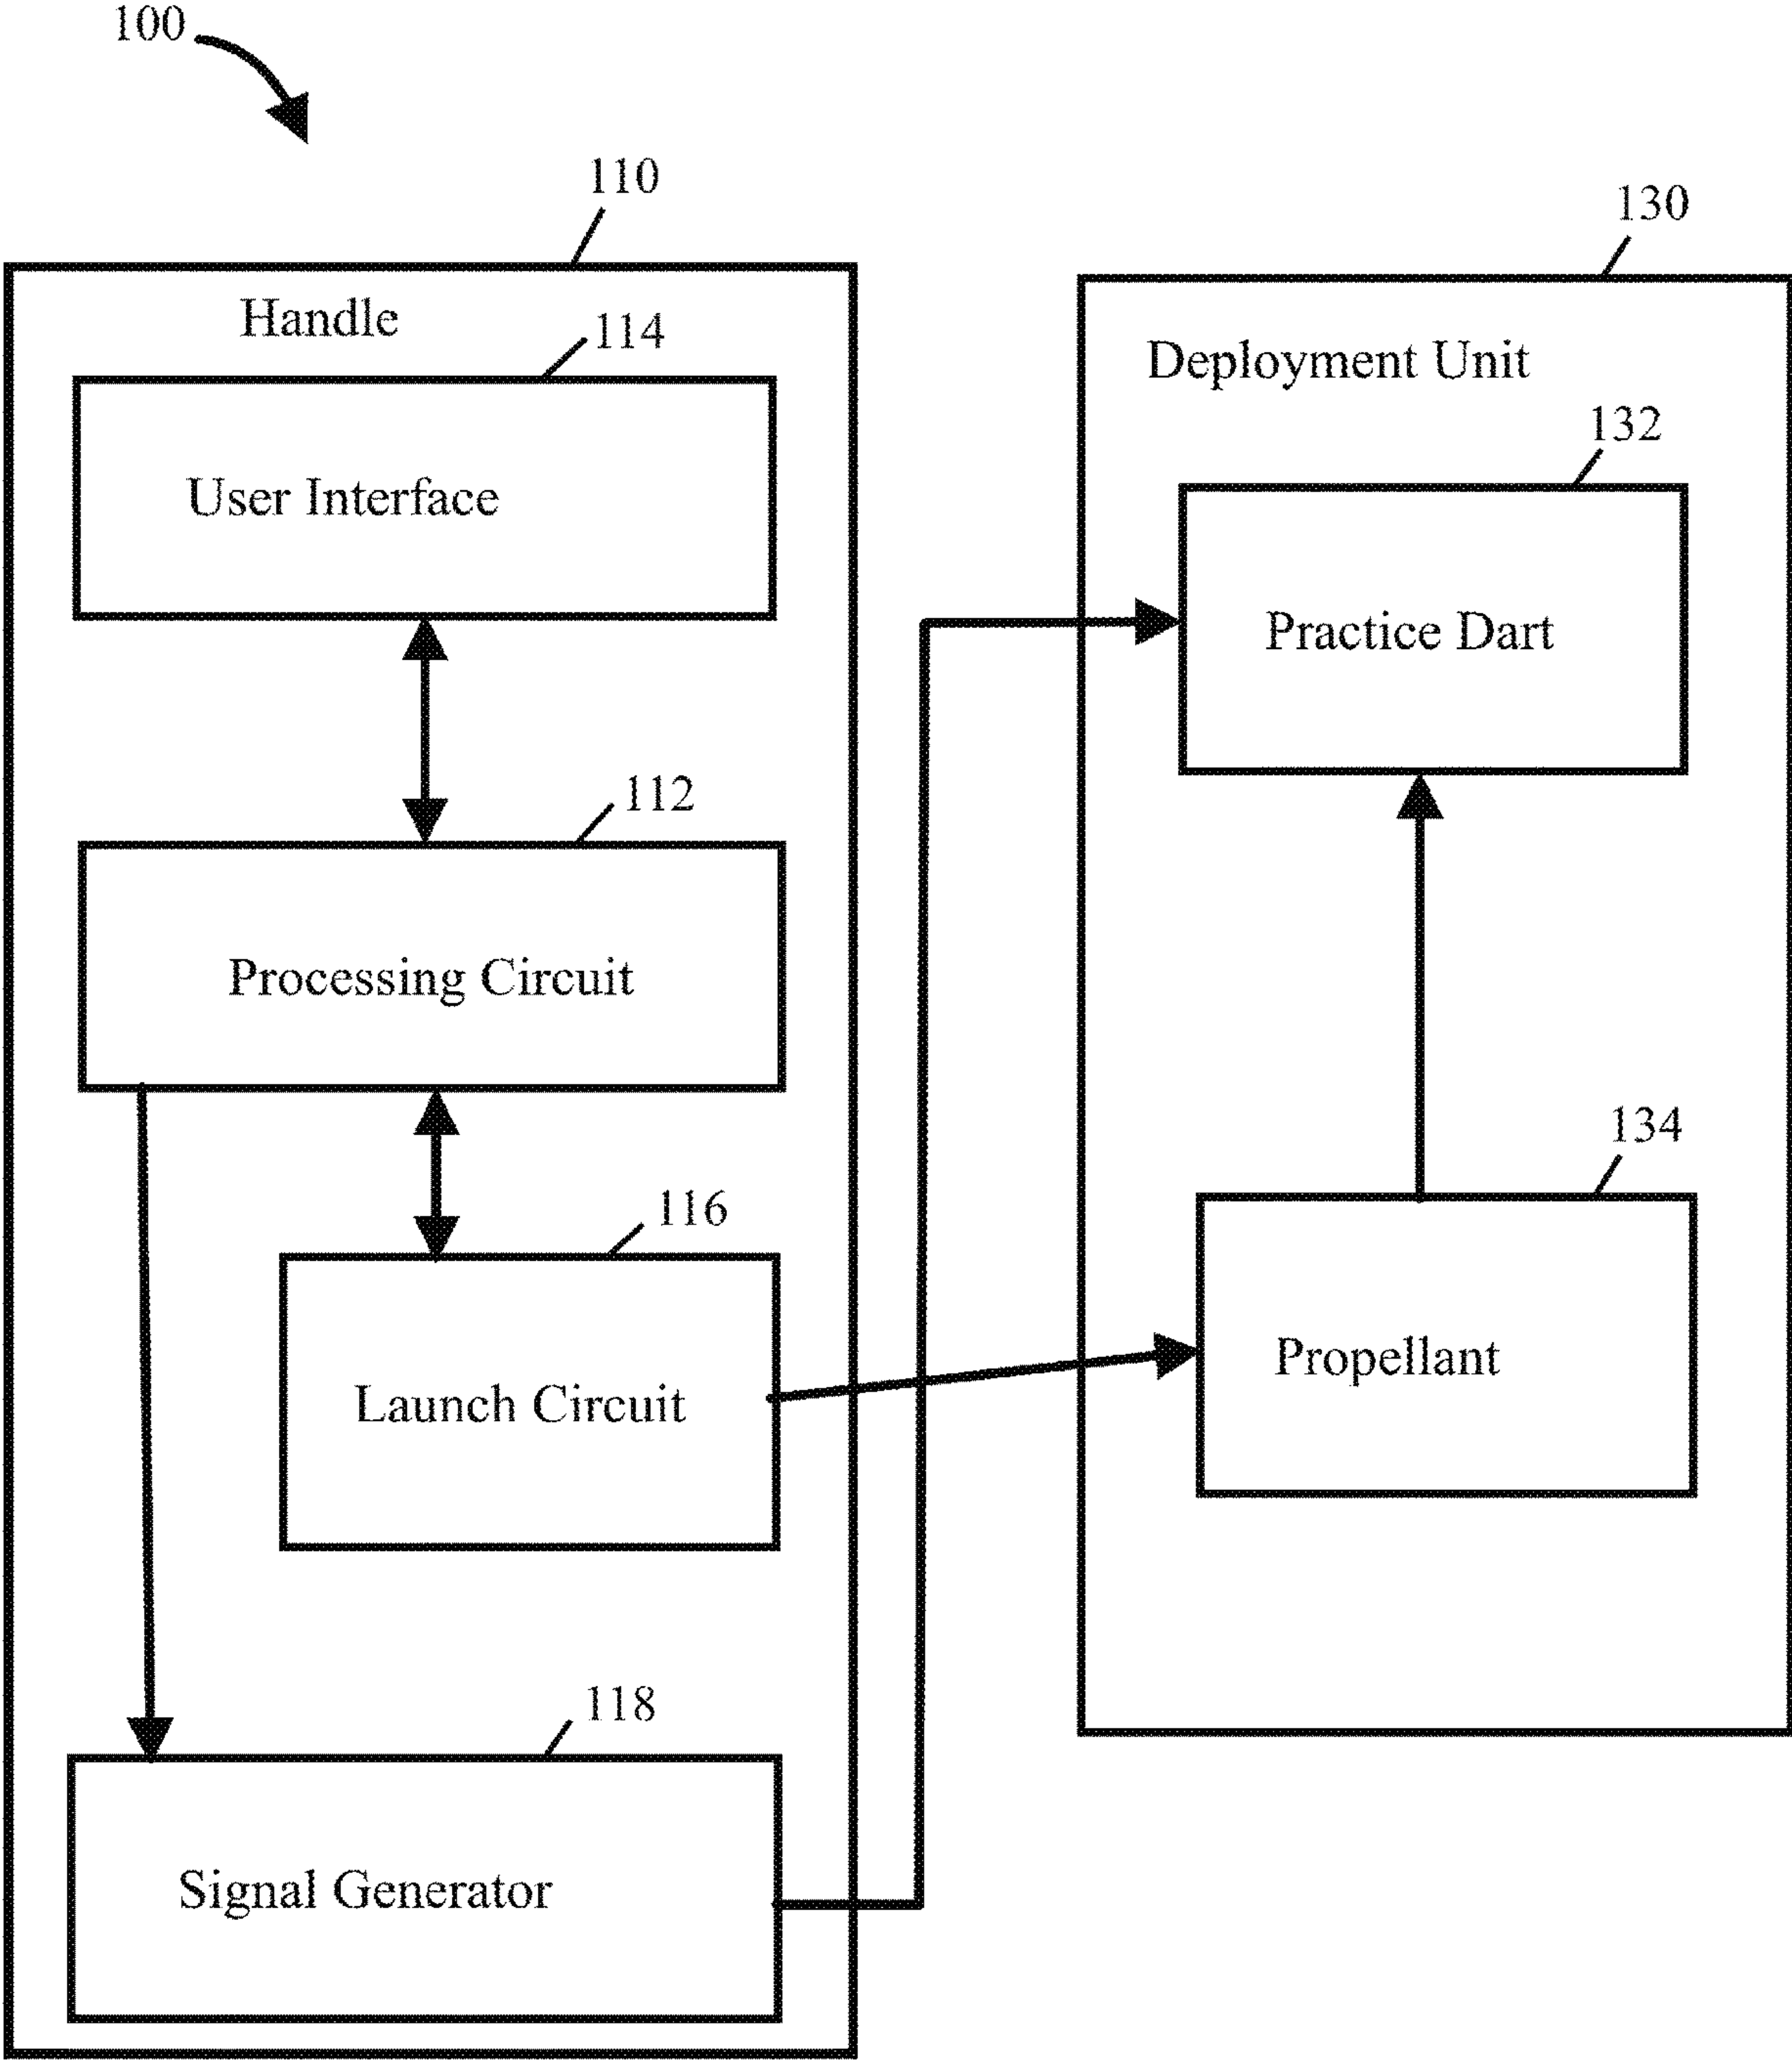 100
110
Handle
114
User Interface
112
Processing Circuit
116
Launch Circuit
118
Signal Generator
130
Deployment Unit
132
Practice Dart
134
Propellant